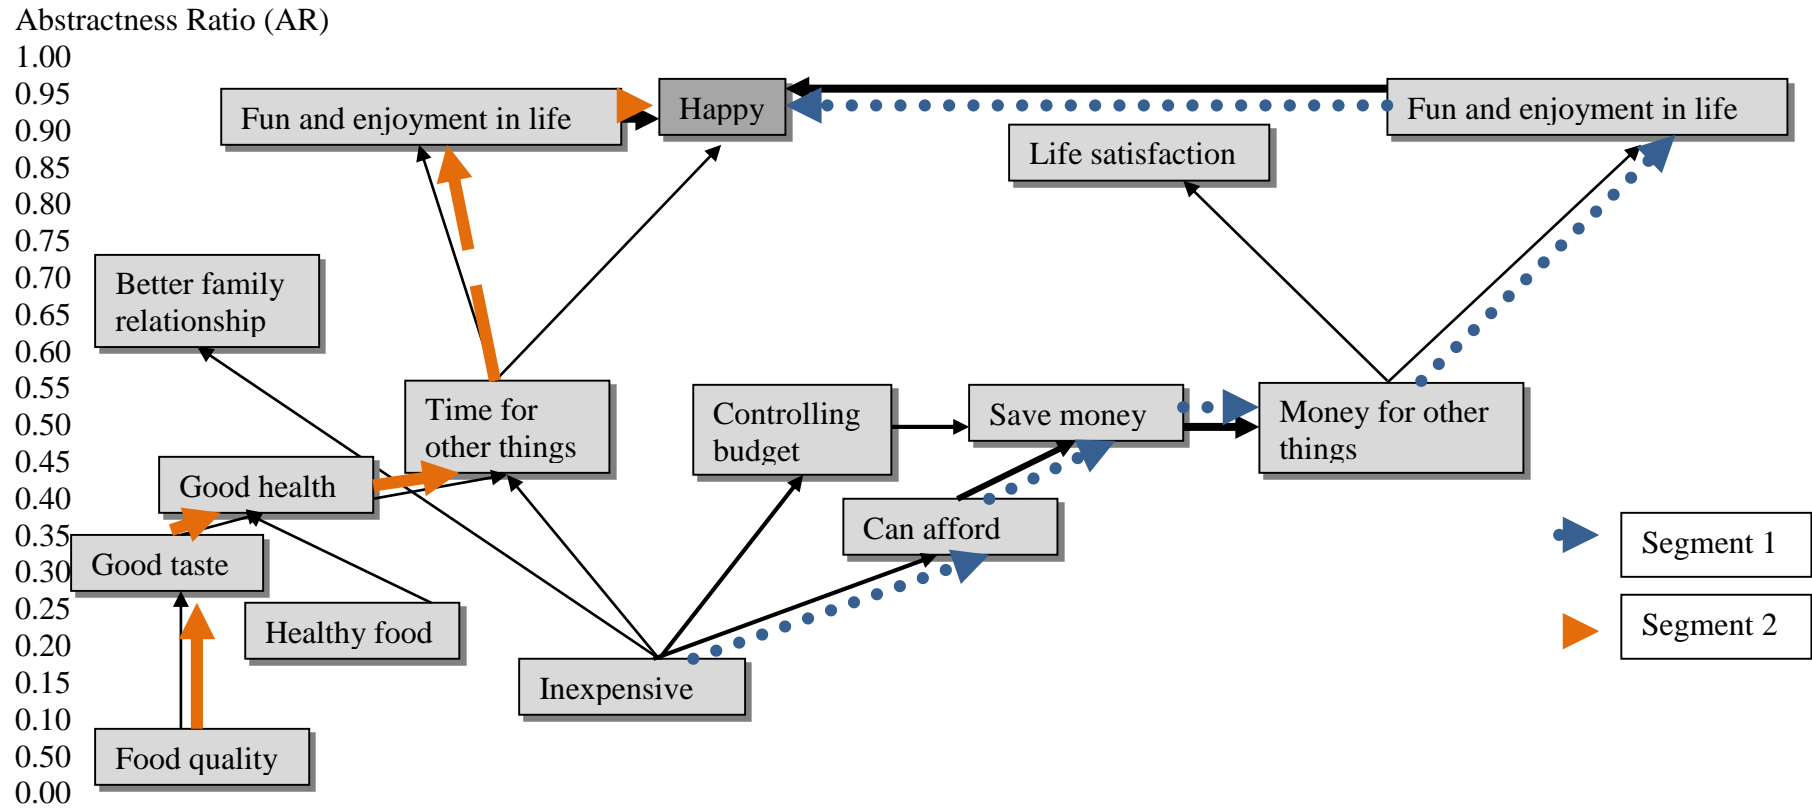 Abstractness Ratio (AR)
1.00
0.95
0.90
0.85
0.80
0.75
0.70
0.65
0.60
0.55
0.50
0.45
0.40
0.35
0.30
0.25
0.20
0.15
0.10
0.50
0.00
Fun and enjoyment in life
Happy
Fun and enjoyment in life
Life satisfaction
Better family
relationship
Time for
other things
Controlling
budget
Save money
Money for other
things
Good health
Can afford
Good taste
Healthy food
Inexpensive
Food quality
Segment 1
Segment 2